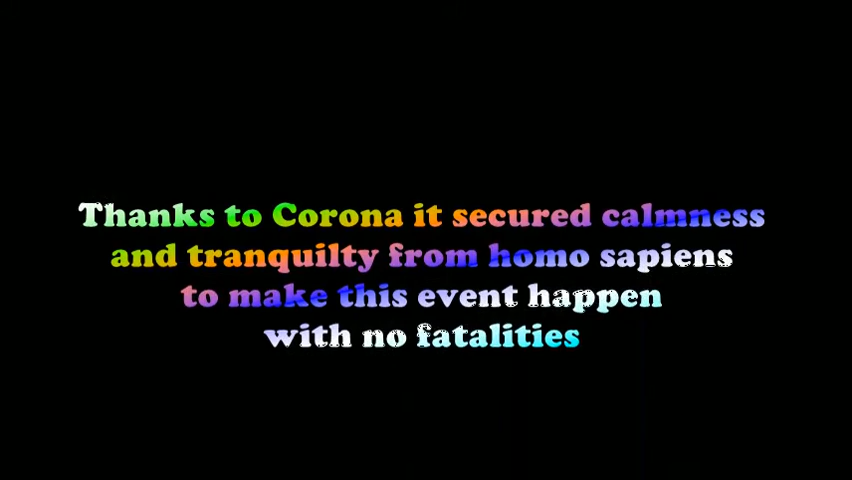 Thanks to Corona it secured calmness
and tranquilty from homo sapiens
to make this event happen
with no fatalities